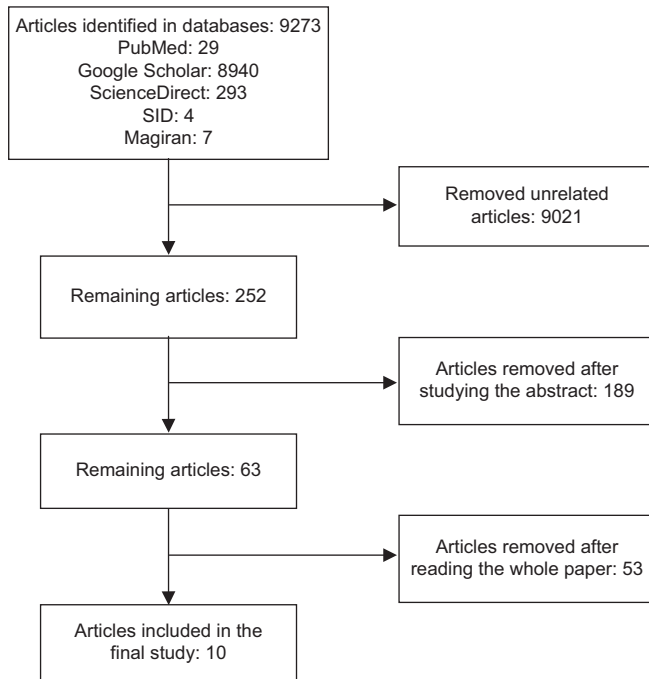 Articles identified in databases: 9273
PubMed: 29
Google Scholar: 8940
ScienceDirect: 293
SID: 4
Magiran: 7
Removed unrelated
articles: 9021
Remaining articles: 252
Articles removed after
studying the abstract: 189
Remaining articles: 63
Articles removed after
reading the whole paper: 53
Articles included in the
final study: 10